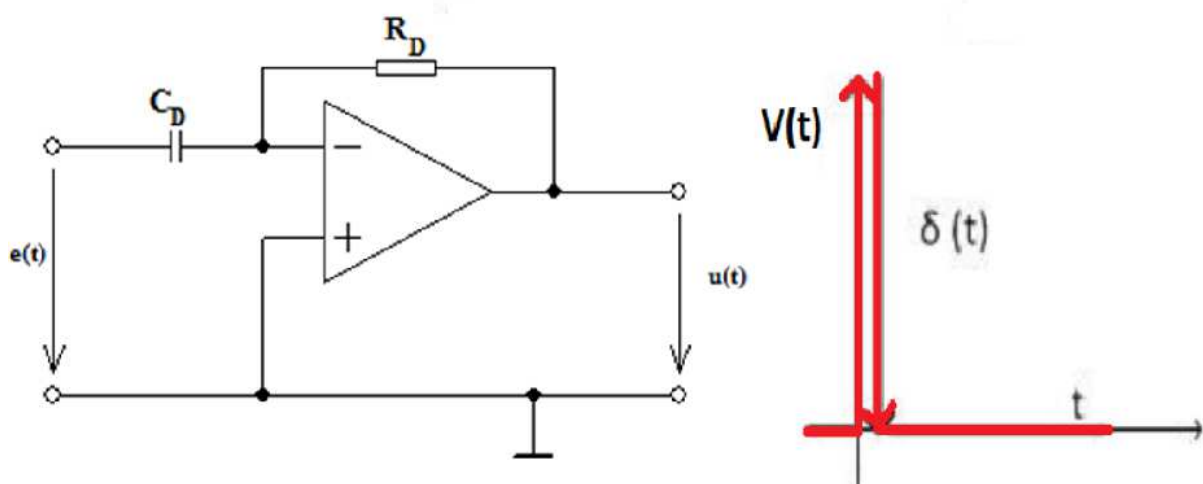 R_D
C_D
−
+
e(t)
u(t)
V(t)
δ (t)
t